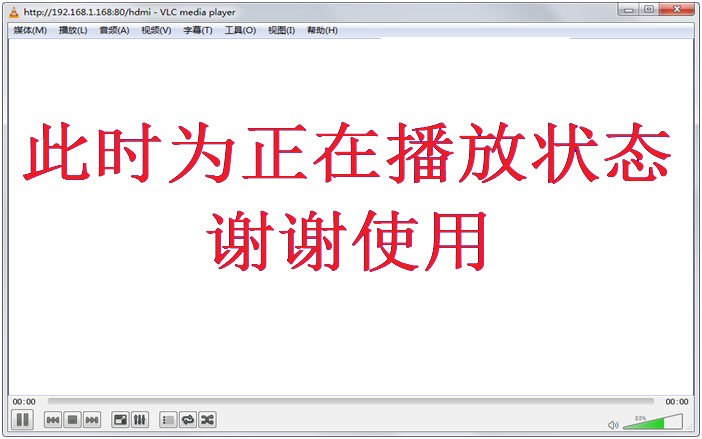 http://192.168.1.168:80/hdmi - VLC media player
媒体(M) 播放(L) 音频(A) 视频(V) 字幕(T) 工具(O) 视图(I) 帮助(H)
此时为正在播放状态
谢谢使用
00:00 00:00